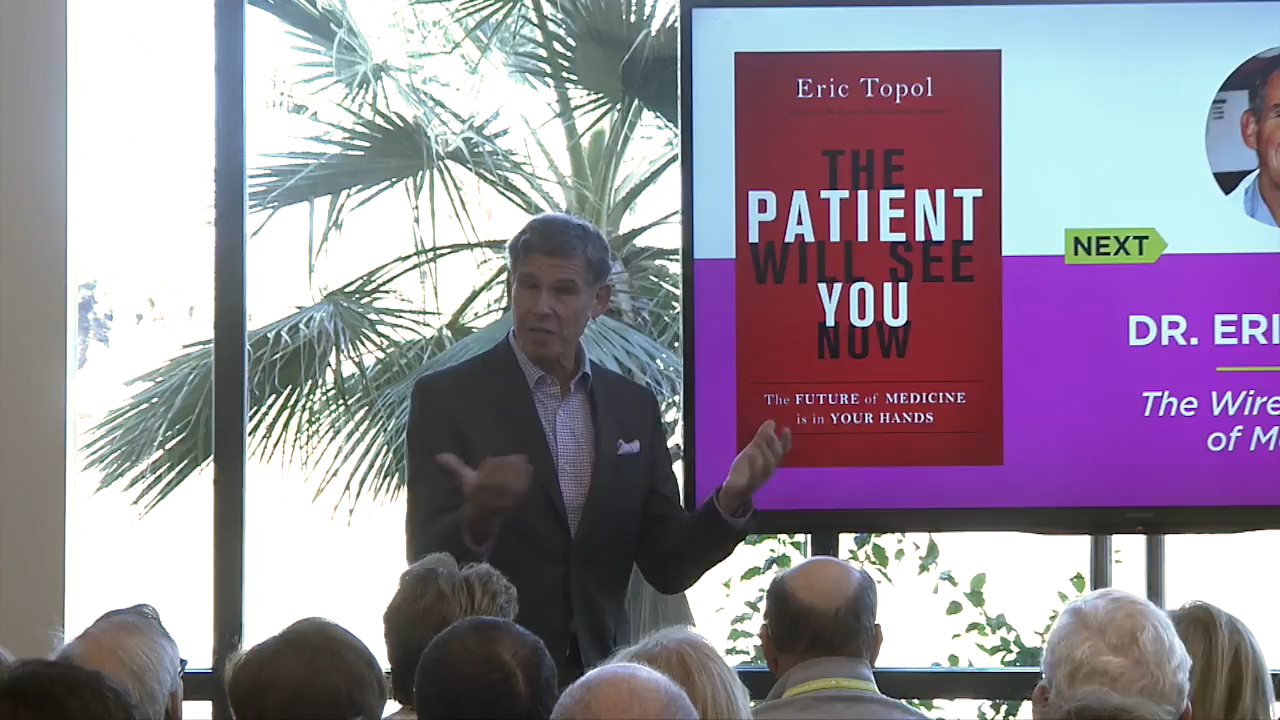 Eric Topol
THE
PATIENT
WILL SEE
YOU
NOW
The FUTURE of MEDICINE
is in YOUR HANDS
NEXT
DR. ERI
The Wire
of M